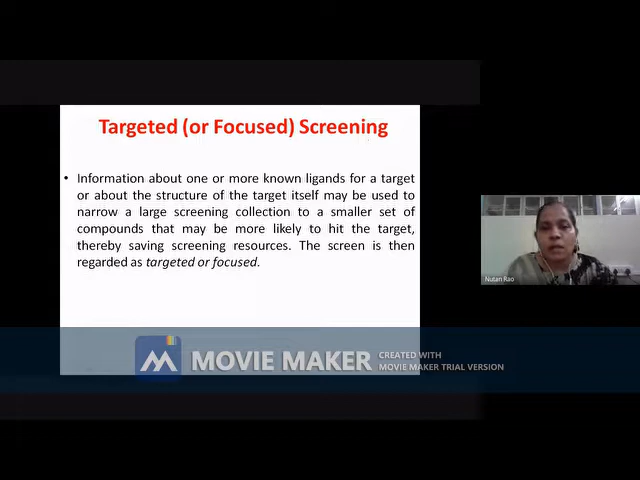 Targeted (or Focused) Screening
• Information about one or more known ligands for a target
or about the structure of the target itself may be used to
narrow a large screening collection to a smaller set of
compounds that may be more likely to hit the target,
thereby saving screening resources. The screen is then
regarded as targeted or focused.
Nutan Rao
MOVIE MAKER
CREATED WITH
MOVIE MAKER TRIAL VERSION